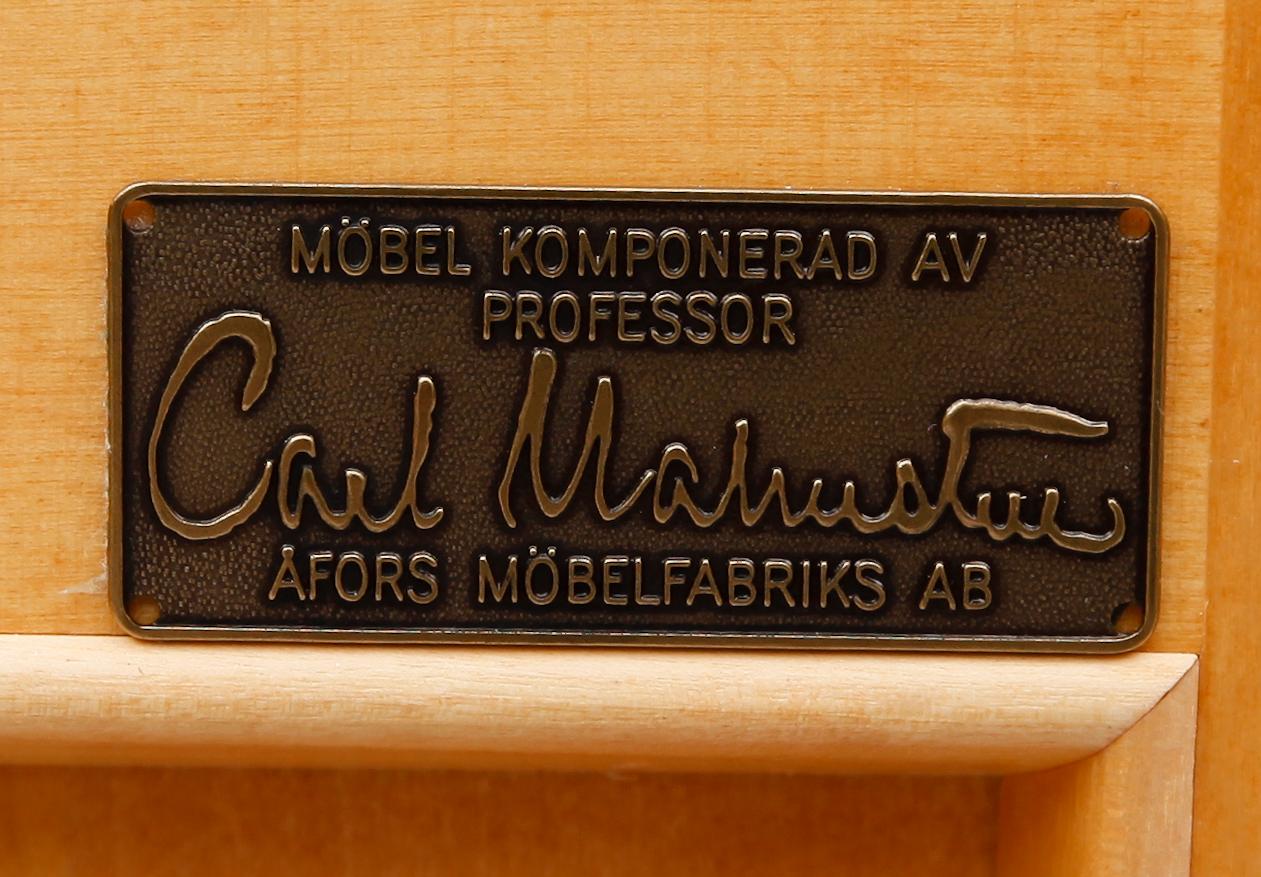 MÖBEL KOMPONERAD AV
PROFESSOR
Carl Malmsten
ÅFORS MÖBELFABRIKS AB